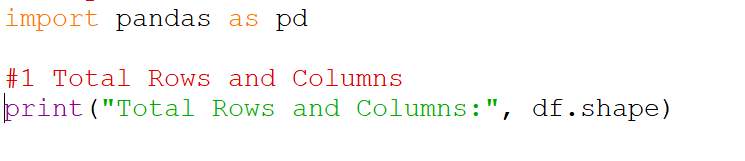 import pandas as pd
#1 Total Rows and Columns
print("Total Rows and Columns:", df.shape)